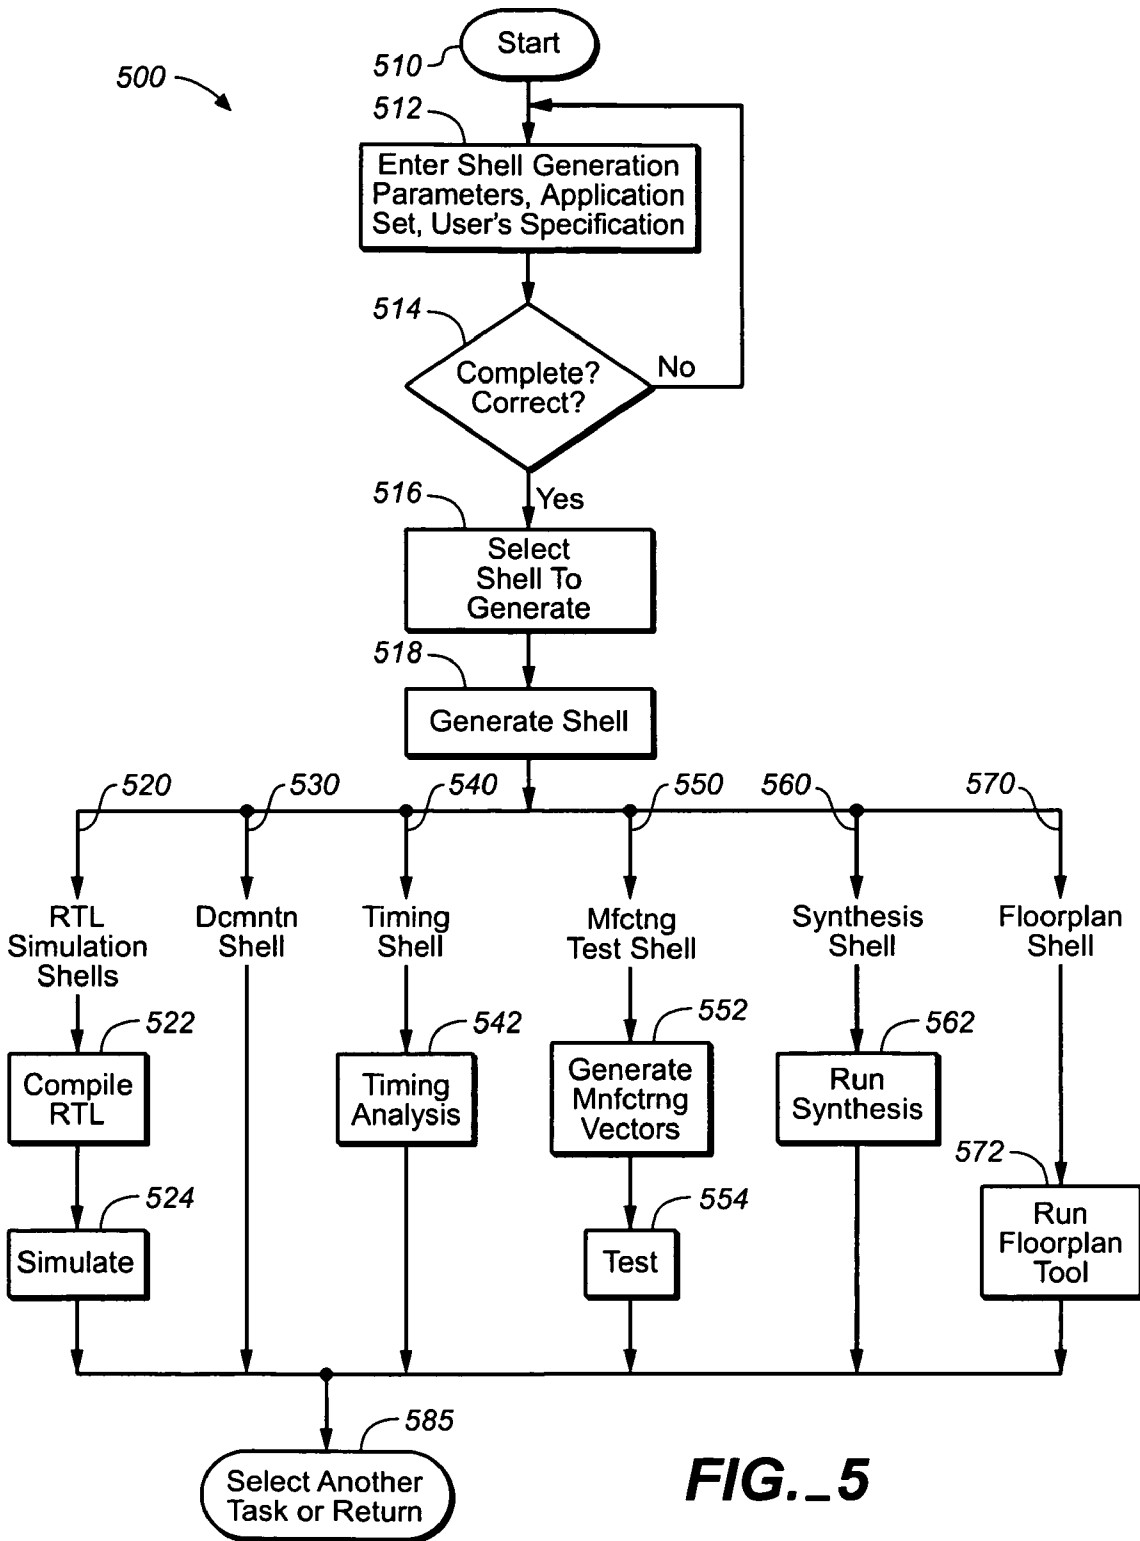 500
510
Start
512
Enter Shell Generation
Parameters, Application
Set, User's Specification
514
Complete?
Correct?
No
Yes
516
Select
Shell To
Generate
518
Generate Shell
520
530
540
550
560
570
RTL
Simulation
Shells
Dcmntn
Shell
Timing
Shell
Mfctng
Test Shell
Synthesis
Shell
Floorplan
Shell
522
Compile
RTL
542
Timing
Analysis
552
Generate
Mnfctrng
Vectors
562
Run
Synthesis
572
Run
Floorplan
Tool
524
Simulate
554
Test
585
Select Another
Task or Return
FIG._5